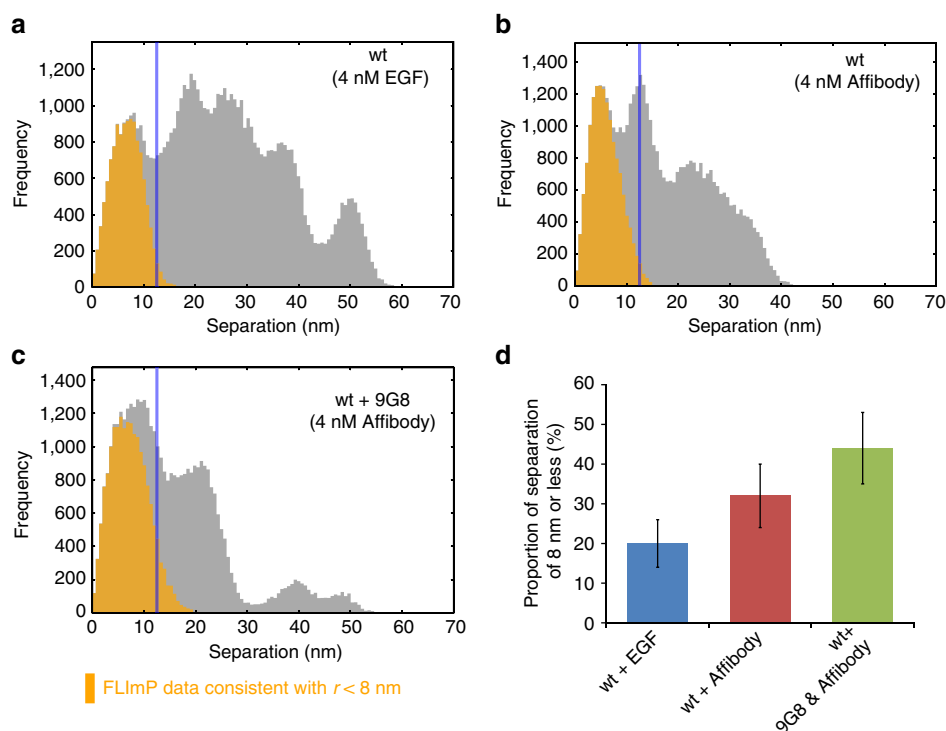 a
wt
(4 nM EGF)
1,200
1,000
800
600
400
200
0
Frequency
0 10 20 30 40 50 60 70
Separation (nm)
b
wt
(4 nM Affibody)
1,400
1,200
1,000
800
600
400
200
0
Frequency
0 10 20 30 40 50 60 70
Separation (nm)
c
wt + 9G8
(4 nM Affibody)
1,400
1,200
1,000
800
600
400
200
0
Frequency
0 10 20 30 40 50 60 70
Separation (nm)
FLImP data consistent with r < 8 nm
d
60
50
40
30
20
10
0
Proportion of sepaaration
of 8 nm or less (%)
wt + EGF
wt + Affibody
wt+
9G8 & Affibody